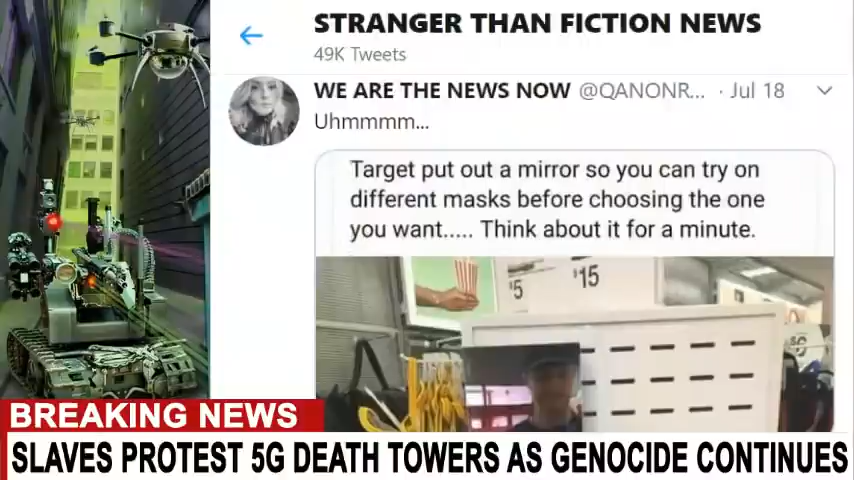 STRANGER THAN FICTION NEWS
49K Tweets
WE ARE THE NEWS NOW @QANONR... · Jul 18
Uhmmmm...
Target put out a mirror so you can try on
different masks before choosing the one
you want..... Think about it for a minute.
$5 $15
BREAKING NEWS
SLAVES PROTEST 5G DEATH TOWERS AS GENOCIDE CONTINUES